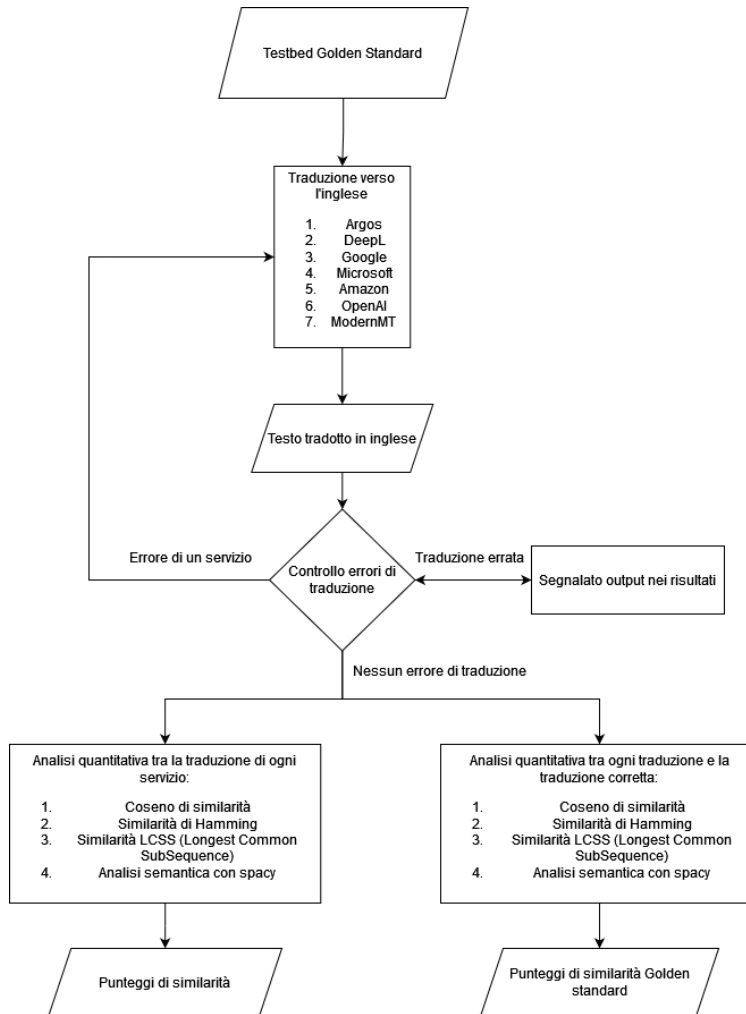 Testbed Golden Standard
Traduzione verso
l'inglese
1. Argos
2. DeepL
3. Google
4. Microsoft
5. Amazon
6. OpenAI
7. ModernMT
Testo tradotto in inglese
Errore di un servizio
Controllo errori di
traduzione
Traduzione errata
Segnalato output nei risultati
Nessun errore di traduzione
Analisi quantitativa tra la traduzione di ogni
servizio:
1. Coseno di similarità
2. Similarità di Hamming
3. Similarità LCSS (Longest Common
SubSequence)
4. Analisi semantica con spacy
Analisi quantitativa tra ogni traduzione e la
traduzione corretta:
1. Coseno di similarità
2. Similarità di Hamming
3. Similarità LCSS (Longest Common
SubSequence)
4. Analisi semantica con spacy
Punteggi di similarità
Punteggi di similarità Golden
standard